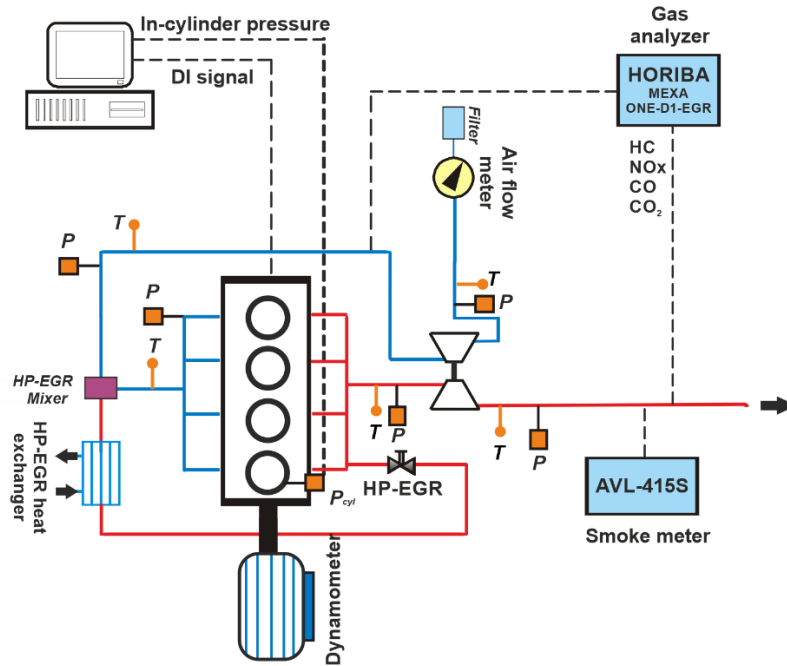 In-cylinder pressure
DI signal
Gas
analyzer
HORIBA
MEXA
ONE-D1-EGR
HC
NOx
CO
CO₂
Filter
Air flow
meter
T
P
P
T
T
P
HP-EGR
Mixer
HP-EGR heat
exchanger
T
P
T
P
HP-EGR
Pcyl
AVL-415S
Smoke meter
Dynamometer